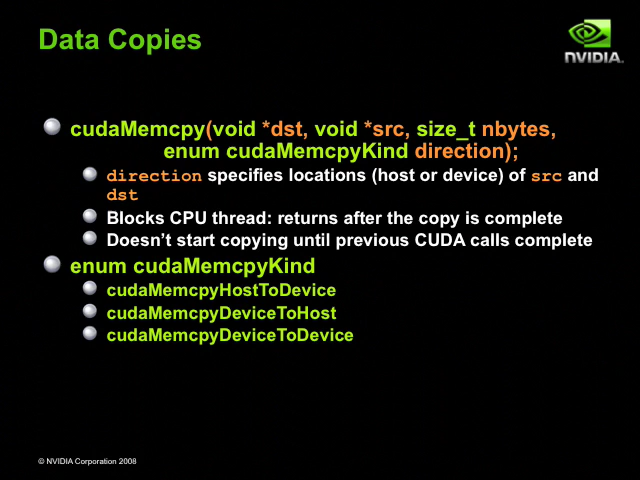 Data Copies
NVIDIA.
cudaMemcpy(void *dst, void *src, size_t nbytes,
enum cudaMemcpyKind direction);
direction specifies locations (host or device) of src and
dst
Blocks CPU thread: returns after the copy is complete
Doesn’t start copying until previous CUDA calls complete
enum cudaMemcpyKind
cudaMemcpyHostToDevice
cudaMemcpyDeviceToHost
cudaMemcpyDeviceToDevice
© NVIDIA Corporation 2008